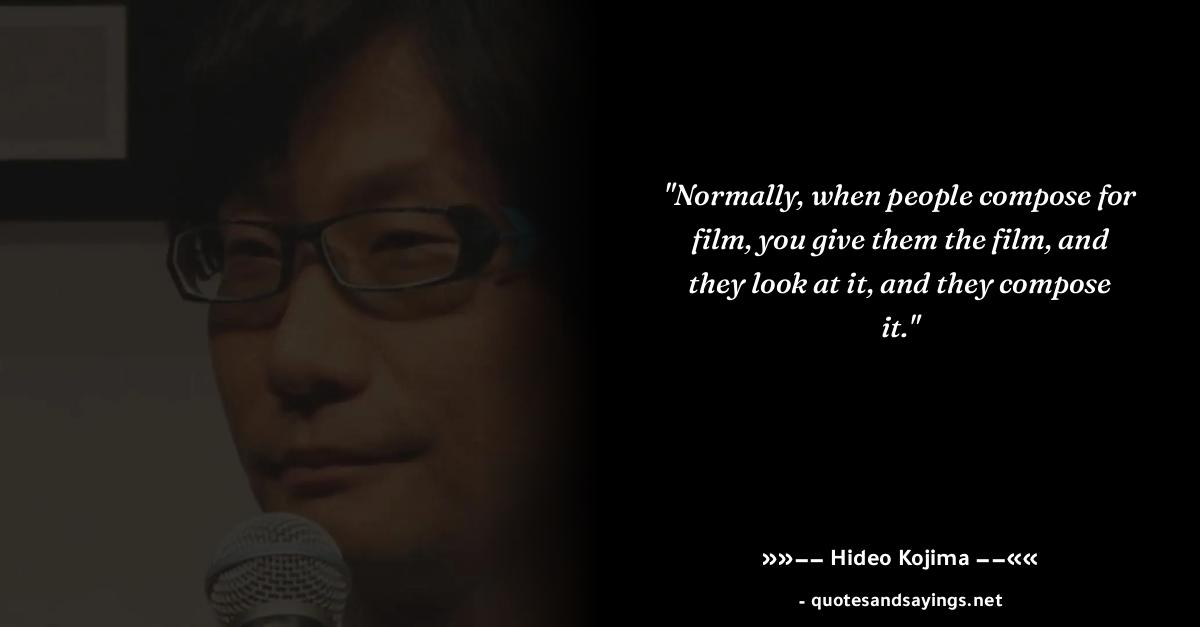 "Normally, when people compose for
film, you give them the film, and
they look at it, and they compose
it."
»»−− Hideo Kojima −−««
- quotesandsayings.net